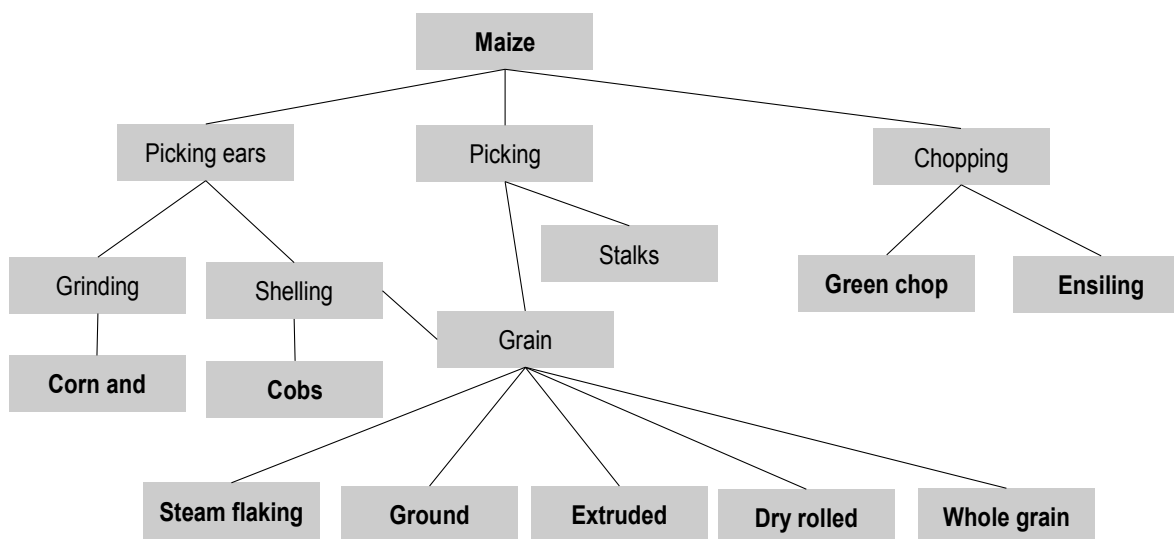 Maize
Picking ears
Picking
Chopping
Stalks
Grinding
Shelling
Green chop
Ensiling
Grain
Corn and
Cobs
Steam flaking
Ground
Extruded
Dry rolled
Whole grain